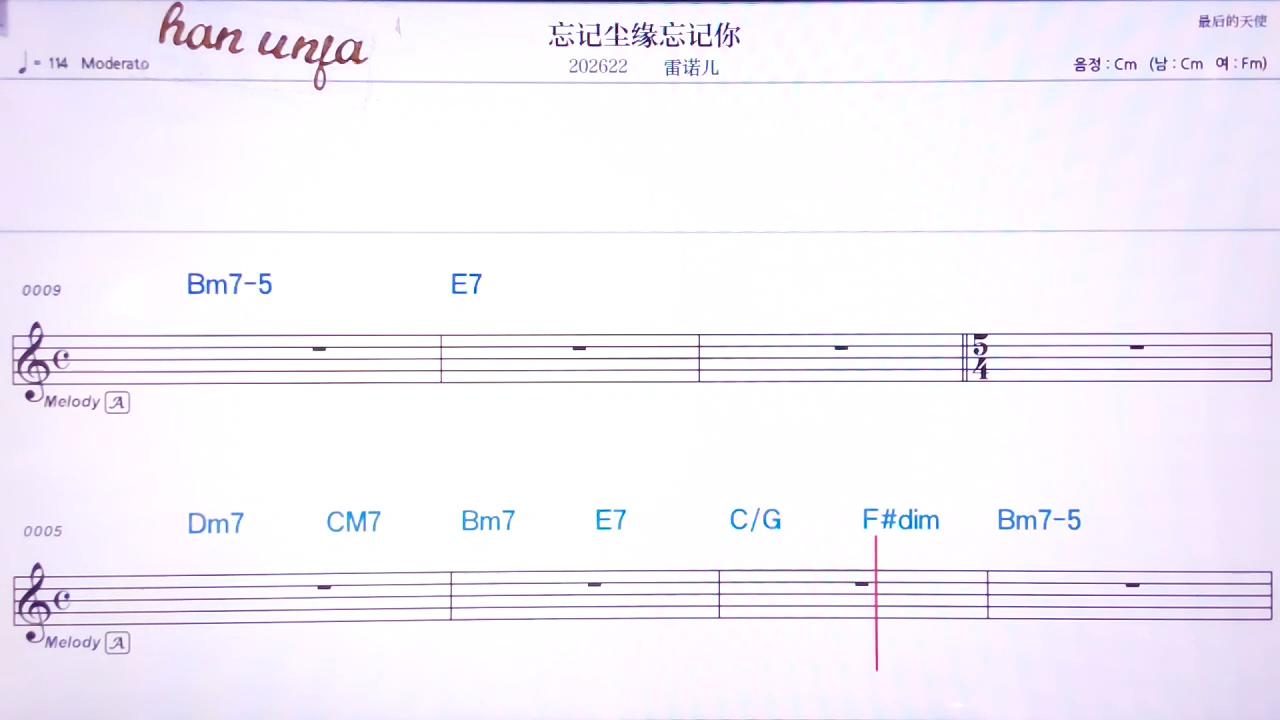 han unfa
忘记尘缘忘记你
最后的天使
♩ = 114 Moderato
202622 雷诺儿
음정 : Cm (남 : Cm 여 : Fm)
0009
Bm7-5 E7
5
4
Melody A
0005
Dm7 CM7 Bm7 E7 C/G F#dim Bm7-5
Melody A